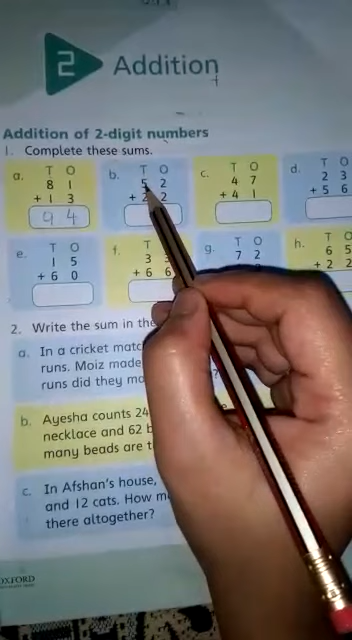 2 Addition
Addition of 2-digit numbers
1. Complete these sums.
a. T O
8 1
+ 1 3
9 4
b. T O
5 2
+ 2 2
c. T O
4 7
+ 4 1
d. T O
2 3
+ 5 6
e. T O
1 5
+ 6 0
f. T
3 3
+ 6 6
g. T O
7 2
h. T O
6 5
+ 2 2
2. Write the sum in the
a. In a cricket matc
runs. Moiz made
runs did they ma
b. Ayesha counts 24
necklace and 62 b
many beads are t
c. In Afshan's house,
and 12 cats. How m
there altogether?
OXFORD